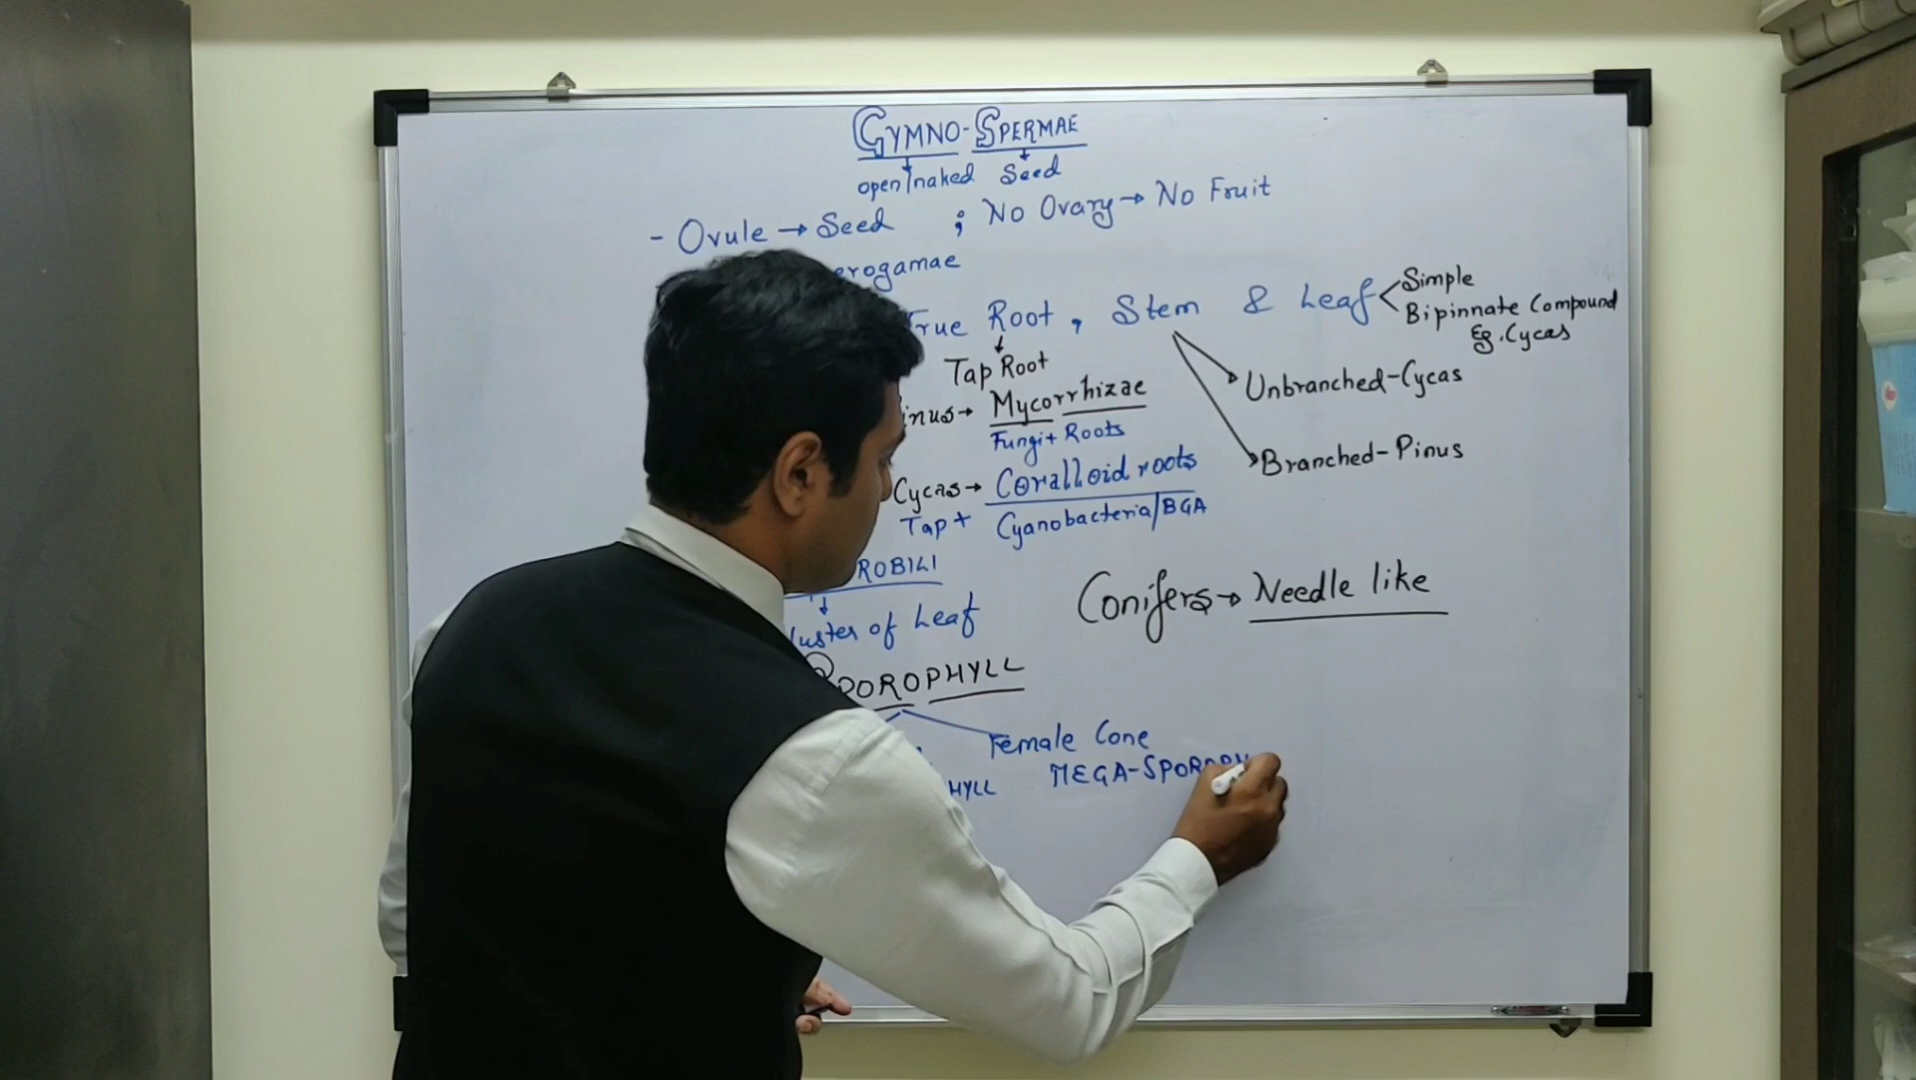 GYMNO-SPERMAE
open/naked Seed
- Ovule → Seed ; No Ovary → No Fruit
erogamae
True Root, Stem & Leaf
Simple
Bipinnate Compound
Eg. Cycas
Tap Root
Unbranched-Cycas
inus → Mycorrhizae
Fungi + Roots
Branched-Pinus
Cycas → Coralloid roots
Tap + Cyanobacteria/BGA
ROBILI
Conifers → Needle like
luster of Leaf
SPOROPHYLL
Female Cone
MEGA-SPOROPH
HYLL